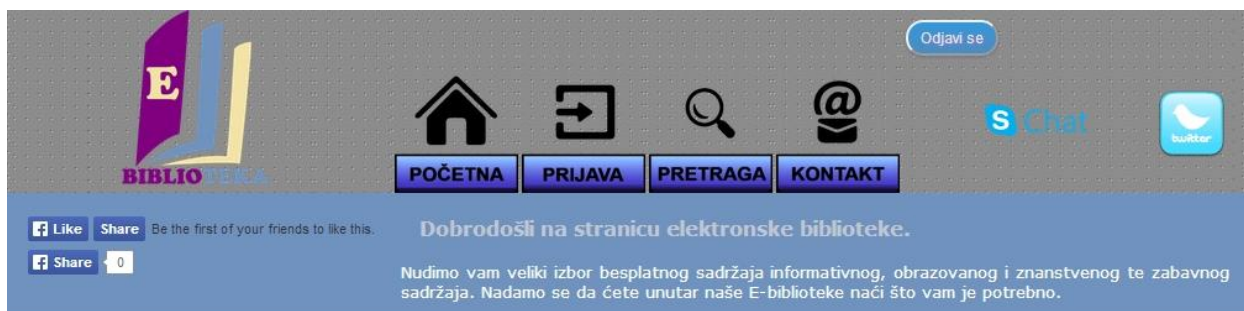 Odjavi se
E
BIBLIOTEKA
POČETNA
PRIJAVA
PRETRAGA
KONTAKT
S Chat
twitter
Like Share Be the first of your friends to like this.
Share 0
Dobrodošli na stranicu elektronske biblioteke.
Nudimo vam veliki izbor besplatnog sadržaja informativnog, obrazovanog i znanstvenog te zabavnog
sadržaja. Nadamo se da ćete unutar naše E-biblioteke naći što vam je potrebno.